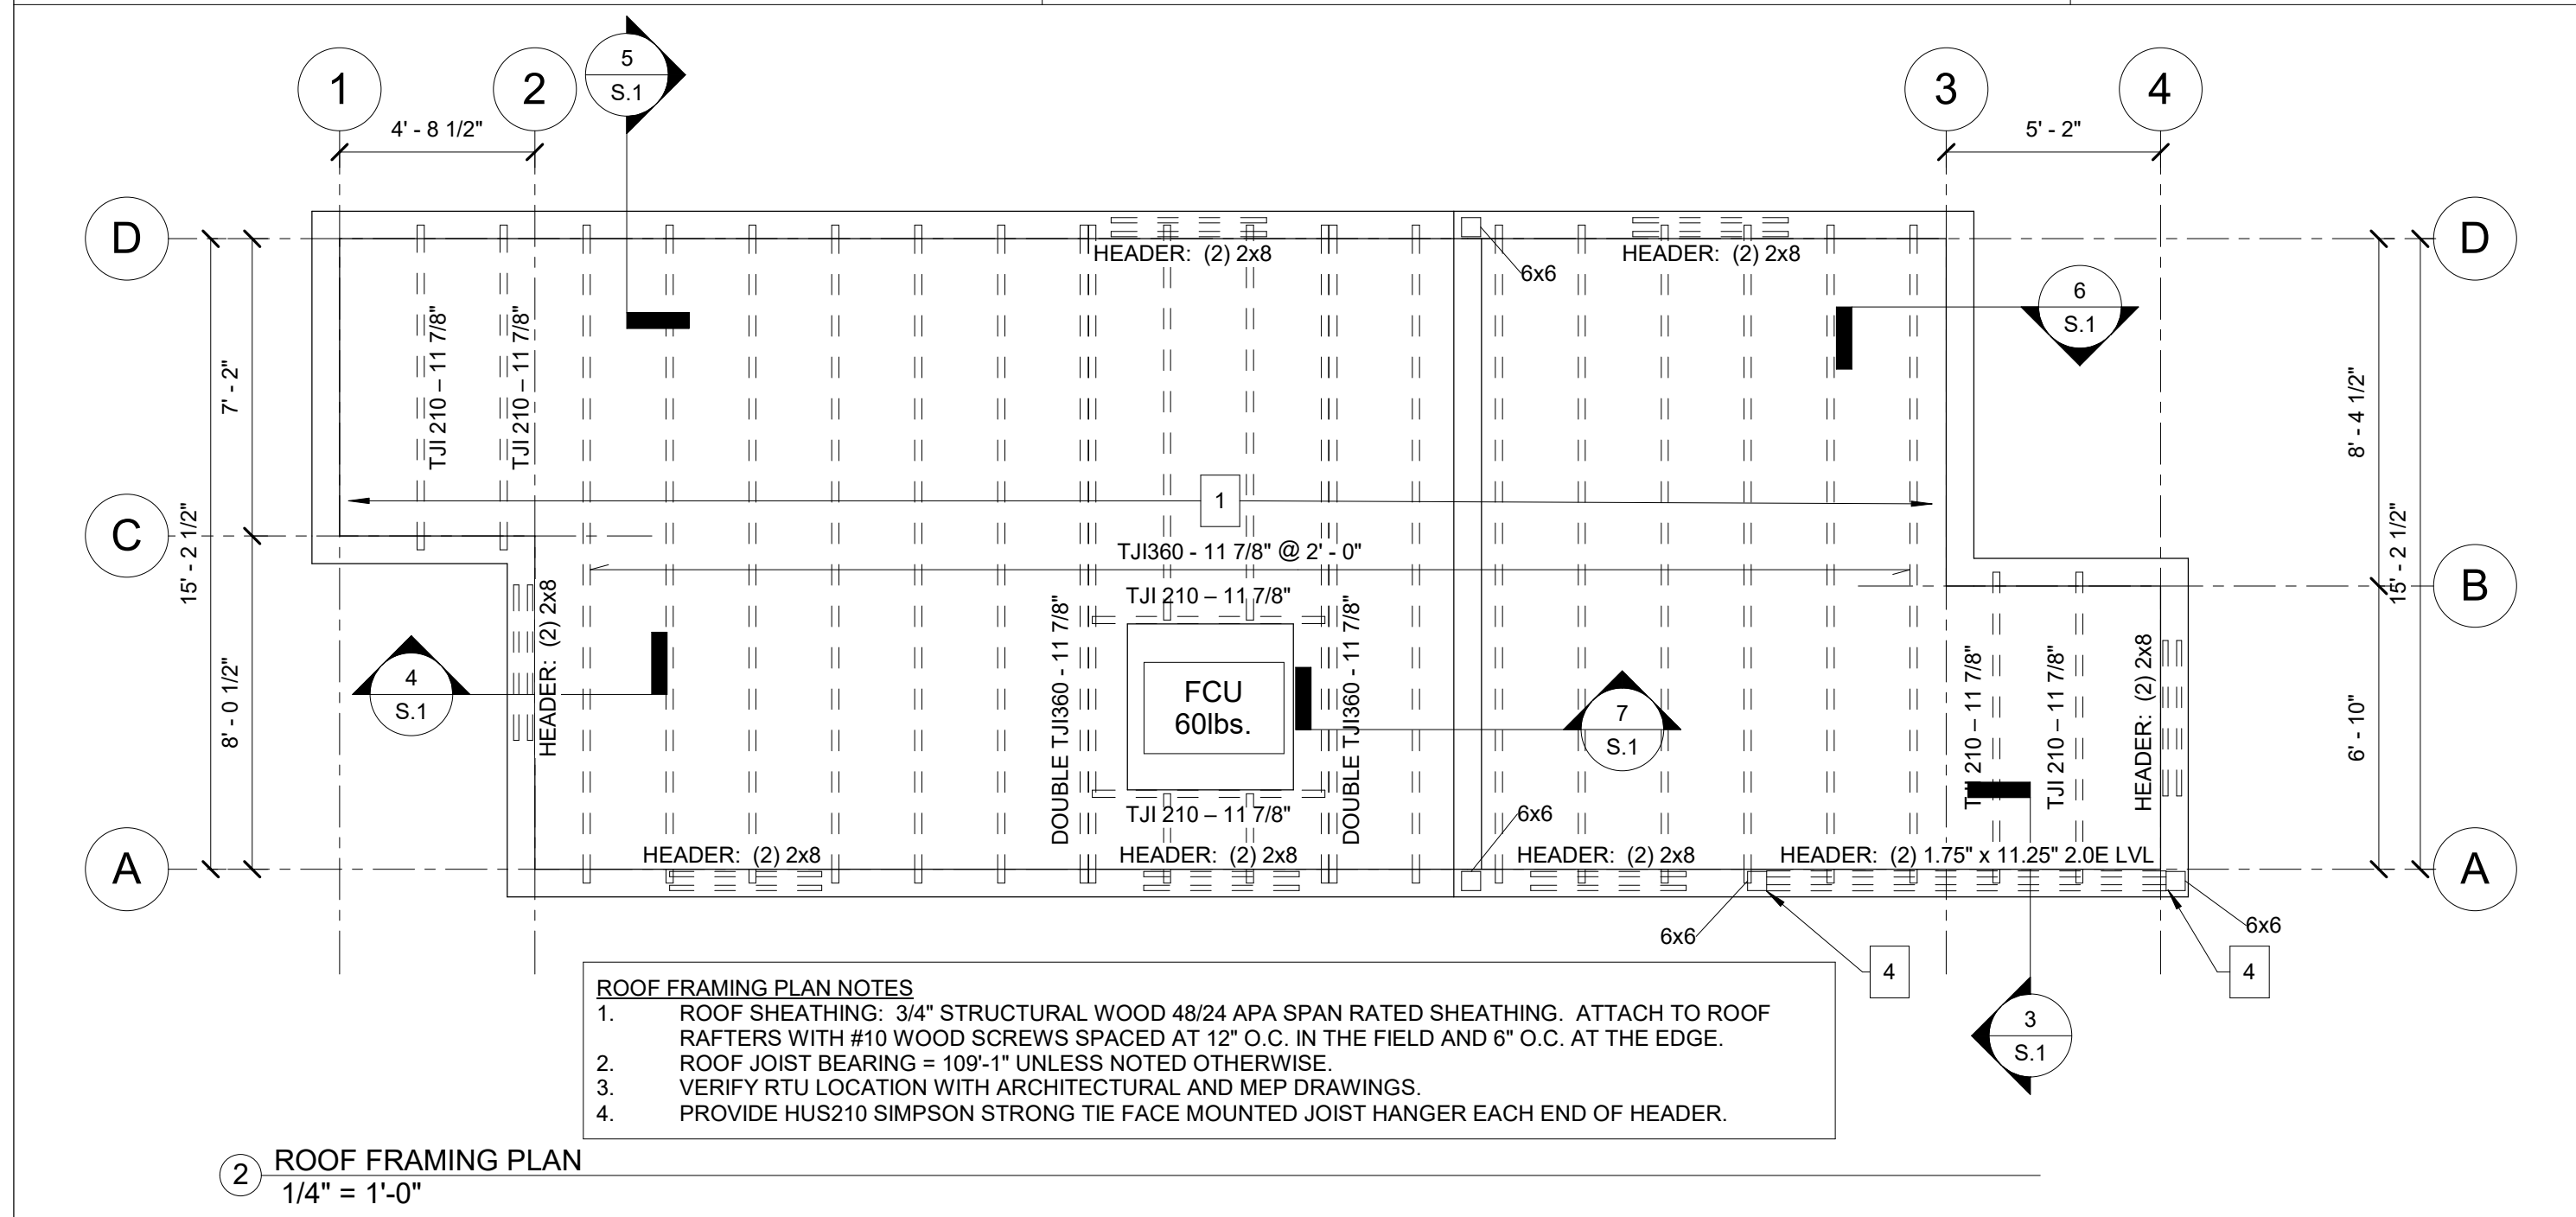 1
2
5
S.1
3
4
4' - 8 1/2"
5' - 2"
D
D
HEADER: (2) 2x8
HEADER: (2) 2x8
6x6
6
S.1
TJI 210 – 11 7/8"
TJI 210 – 11 7/8"
7' - 2"
8' - 4 1/2"
1
C
15' - 2 1/2"
15' - 2 1/2"
TJI360 - 11 7/8" @ 2' - 0"
B
TJI 210 – 11 7/8"
HEADER: (2) 2x8
DOUBLE TJI360 - 11 7/8"
DOUBLE TJI360 - 11 7/8"
4
S.1
8' - 0 1/2"
FCU
60lbs.
7
S.1
TJI 210 – 11 7/8"
TJI 210 – 11 7/8"
HEADER: (2) 2x8
6' - 10"
TJI 210 – 11 7/8"
6x6
HEADER: (2) 2x8
HEADER: (2) 2x8
HEADER: (2) 2x8
HEADER: (2) 1.75" x 11.25" 2.0E LVL
A
A
6x6
6x6
4
4
3
S.1
ROOF FRAMING PLAN NOTES
1. ROOF SHEATHING: 3/4" STRUCTURAL WOOD 48/24 APA SPAN RATED SHEATHING. ATTACH TO ROOF
RAFTERS WITH #10 WOOD SCREWS SPACED AT 12" O.C. IN THE FIELD AND 6" O.C. AT THE EDGE.
2. ROOF JOIST BEARING = 109'-1" UNLESS NOTED OTHERWISE.
3. VERIFY RTU LOCATION WITH ARCHITECTURAL AND MEP DRAWINGS.
4. PROVIDE HUS210 SIMPSON STRONG TIE FACE MOUNTED JOIST HANGER EACH END OF HEADER.
2
ROOF FRAMING PLAN
1/4" = 1'-0"